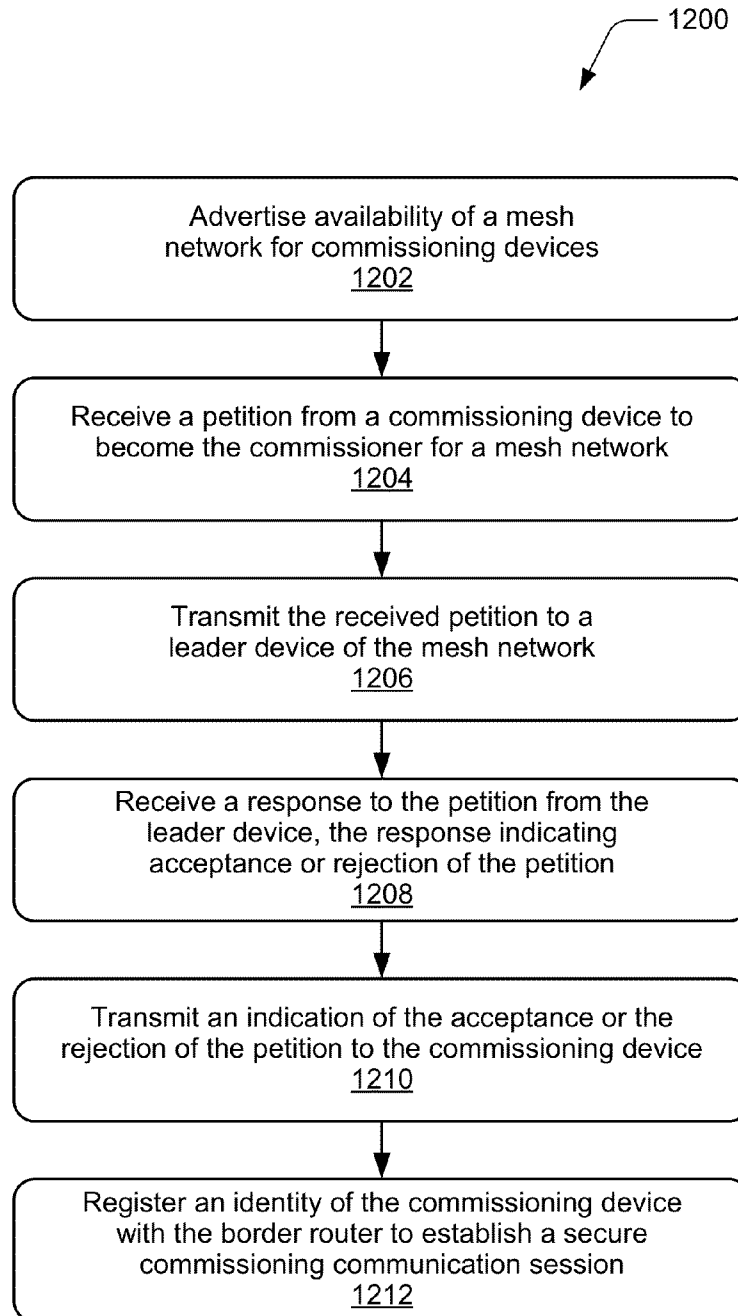 1200
Advertise availability of a mesh
network for commissioning devices
1202
Receive a petition from a commissioning device to
become the commissioner for a mesh network
1204
Transmit the received petition to a
leader device of the mesh network
1206
Receive a response to the petition from the
leader device, the response indicating
acceptance or rejection of the petition
1208
Transmit an indication of the acceptance or the
rejection of the petition to the commissioning device
1210
Register an identity of the commissioning device
with the border router to establish a secure
commissioning communication session
1212